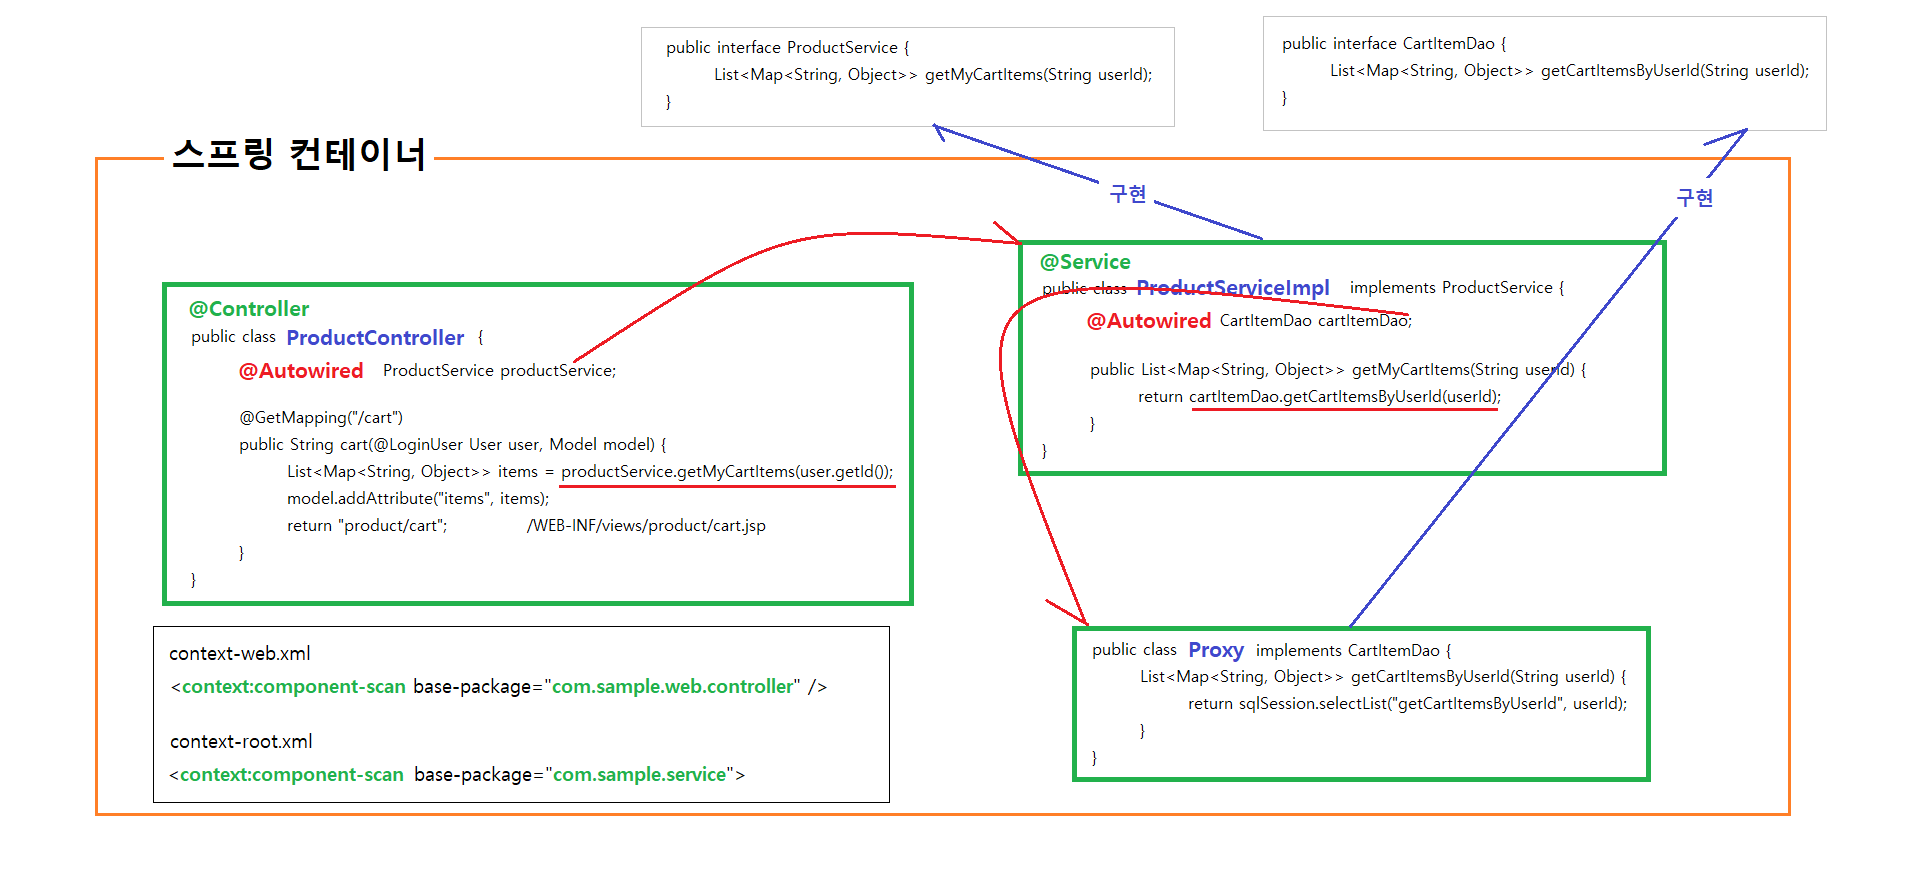 public interface ProductService {
List<Map<String, Object>> getMyCartItems(String userId);
}
public interface CartItemDao {
List<Map<String, Object>> getCartItemsByUserId(String userId);
}
스프링 컨테이너
구현
구현
@Controller
public class ProductController {
@Autowired ProductService productService;
@GetMapping("/cart")
public String cart(@LoginUser User user, Model model) {
List<Map<String, Object>> items = productService.getMyCartItems(user.getId());
model.addAttribute("items", items);
return "product/cart"; /WEB-INF/views/product/cart.jsp
}
}
@Service
public class ProductServiceImpl implements ProductService {
@Autowired CartItemDao cartItemDao;
public List<Map<String, Object>> getMyCartItems(String userId) {
return cartItemDao.getCartItemsByUserId(userId);
}
}
context-web.xml
<context:component-scan base-package="com.sample.web.controller" />
context-root.xml
<context:component-scan base-package="com.sample.service">
public class Proxy implements CartItemDao {
List<Map<String, Object>> getCartItemsByUserId(String userId) {
return sqlSession.selectList("getCartItemsByUserId", userId);
}
}